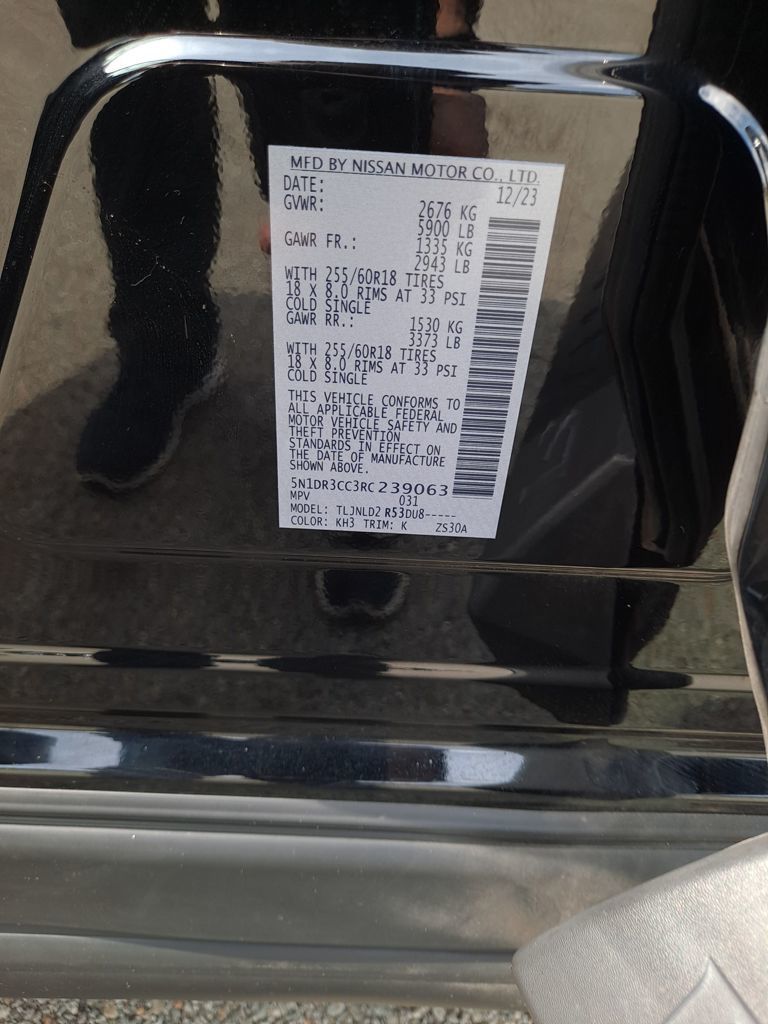 MFD BY NISSAN MOTOR CO., LTD.
DATE: 12/23
GVWR: 2676 KG
5900 LB
GAWR FR.: 1335 KG
2943 LB
WITH 255/60R18 TIRES
18 X 8.0 RIMS AT 33 PSI
COLD SINGLE
GAWR RR.: 1530 KG
3373 LB
WITH 255/60R18 TIRES
18 X 8.0 RIMS AT 33 PSI
COLD SINGLE
THIS VEHICLE CONFORMS TO
ALL APPLICABLE FEDERAL
MOTOR VEHICLE SAFETY AND
THEFT PREVENTION
STANDARDS IN EFFECT ON
THE DATE OF MANUFACTURE
SHOWN ABOVE.
5N1DR3CC3RC239063
MPV 031
MODEL: TLJNLD2 R53DU8-----
COLOR: KH3 TRIM: K ZS30A